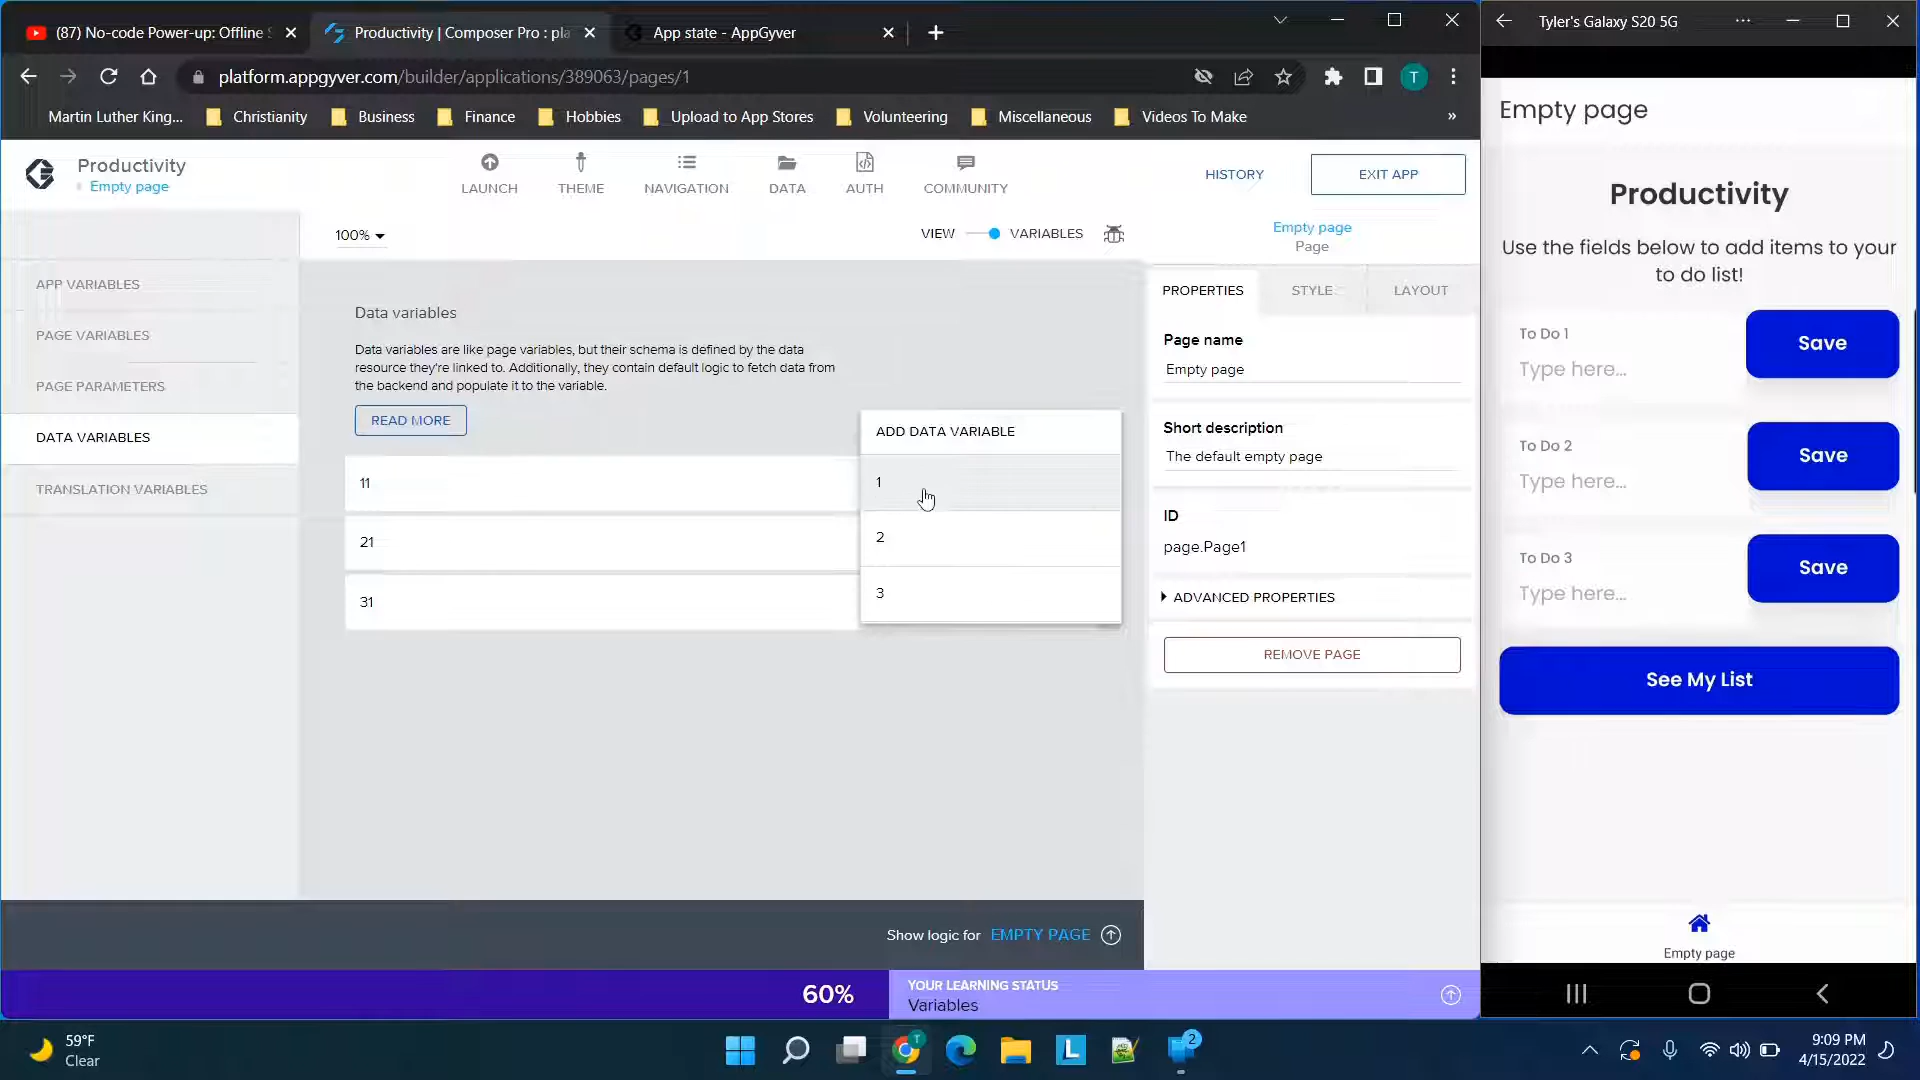 (87) No-code Power-up: Offline S
Productivity | Composer Pro : pla
App state - AppGyver
platform.appgyver.com/builder/applications/389063/pages/1
T
Martin Luther King...
Christianity
Business
Finance
Hobbies
Upload to App Stores
Volunteering
Miscellaneous
Videos To Make
»
Productivity
Empty page
LAUNCH
THEME
NAVIGATION
DATA
AUTH
COMMUNITY
HISTORY
EXIT APP
100%
VIEW
VARIABLES
Empty page
Page
APP VARIABLES
PAGE VARIABLES
PAGE PARAMETERS
DATA VARIABLES
TRANSLATION VARIABLES
Data variables
Data variables are like page variables, but their schema is defined by the data
resource they're linked to. Additionally, they contain default logic to fetch data from
the backend and populate it to the variable.
READ MORE
11
21
31
ADD DATA VARIABLE
1
2
3
PROPERTIES
STYLE
LAYOUT
Page name
Empty page
Short description
The default empty page
ID
page.Page1
ADVANCED PROPERTIES
REMOVE PAGE
Show logic for EMPTY PAGE
60%
YOUR LEARNING STATUS
Variables
Tyler's Galaxy S20 5G
Empty page
Productivity
Use the fields below to add items to your
to do list!
To Do 1
Type here...
Save
To Do 2
Type here...
Save
To Do 3
Type here...
Save
See My List
Empty page
59°F
Clear
T
L
2
9:09 PM
4/15/2022